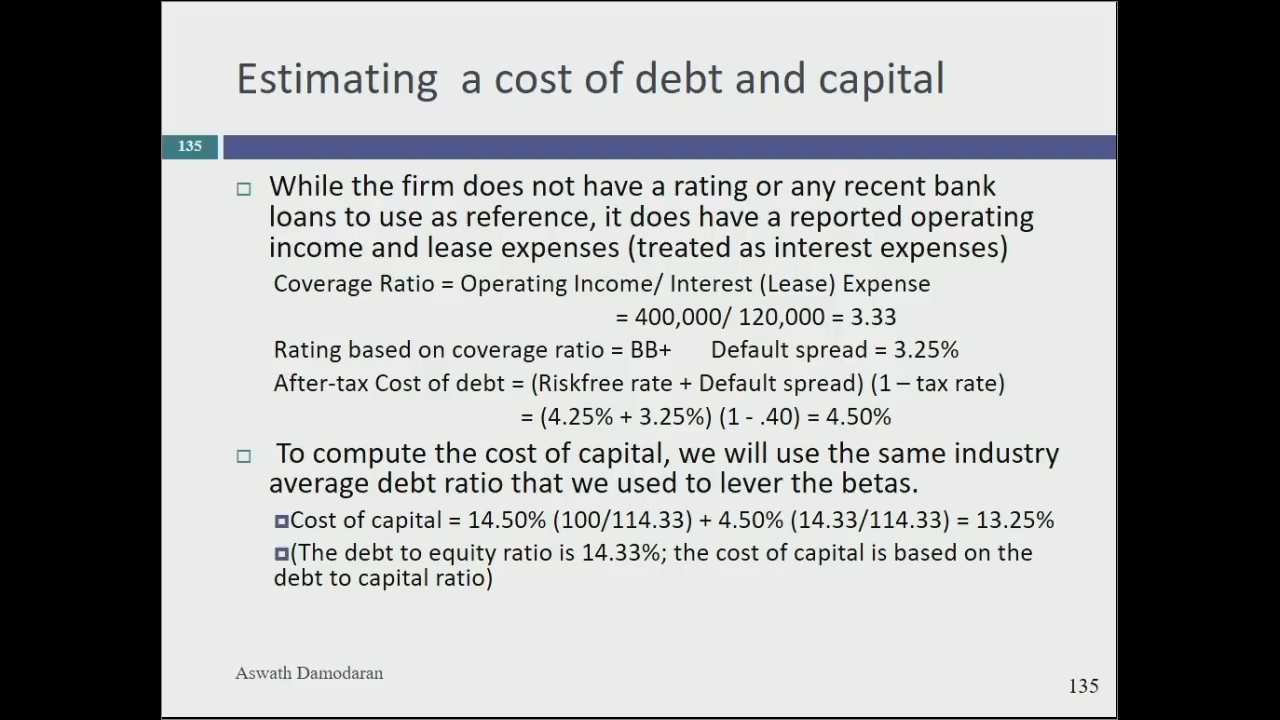 Estimating a cost of debt and capital
135
While the firm does not have a rating or any recent bank
loans to use as reference, it does have a reported operating
income and lease expenses (treated as interest expenses)
Coverage Ratio = Operating Income/ Interest (Lease) Expense
= 400,000/ 120,000 = 3.33
Rating based on coverage ratio = BB+ Default spread = 3.25%
After-tax Cost of debt = (Riskfree rate + Default spread) (1 – tax rate)
= (4.25% + 3.25%) (1 - .40) = 4.50%
To compute the cost of capital, we will use the same industry
average debt ratio that we used to lever the betas.
Cost of capital = 14.50% (100/114.33) + 4.50% (14.33/114.33) = 13.25%
(The debt to equity ratio is 14.33%; the cost of capital is based on the
debt to capital ratio)
Aswath Damodaran
135